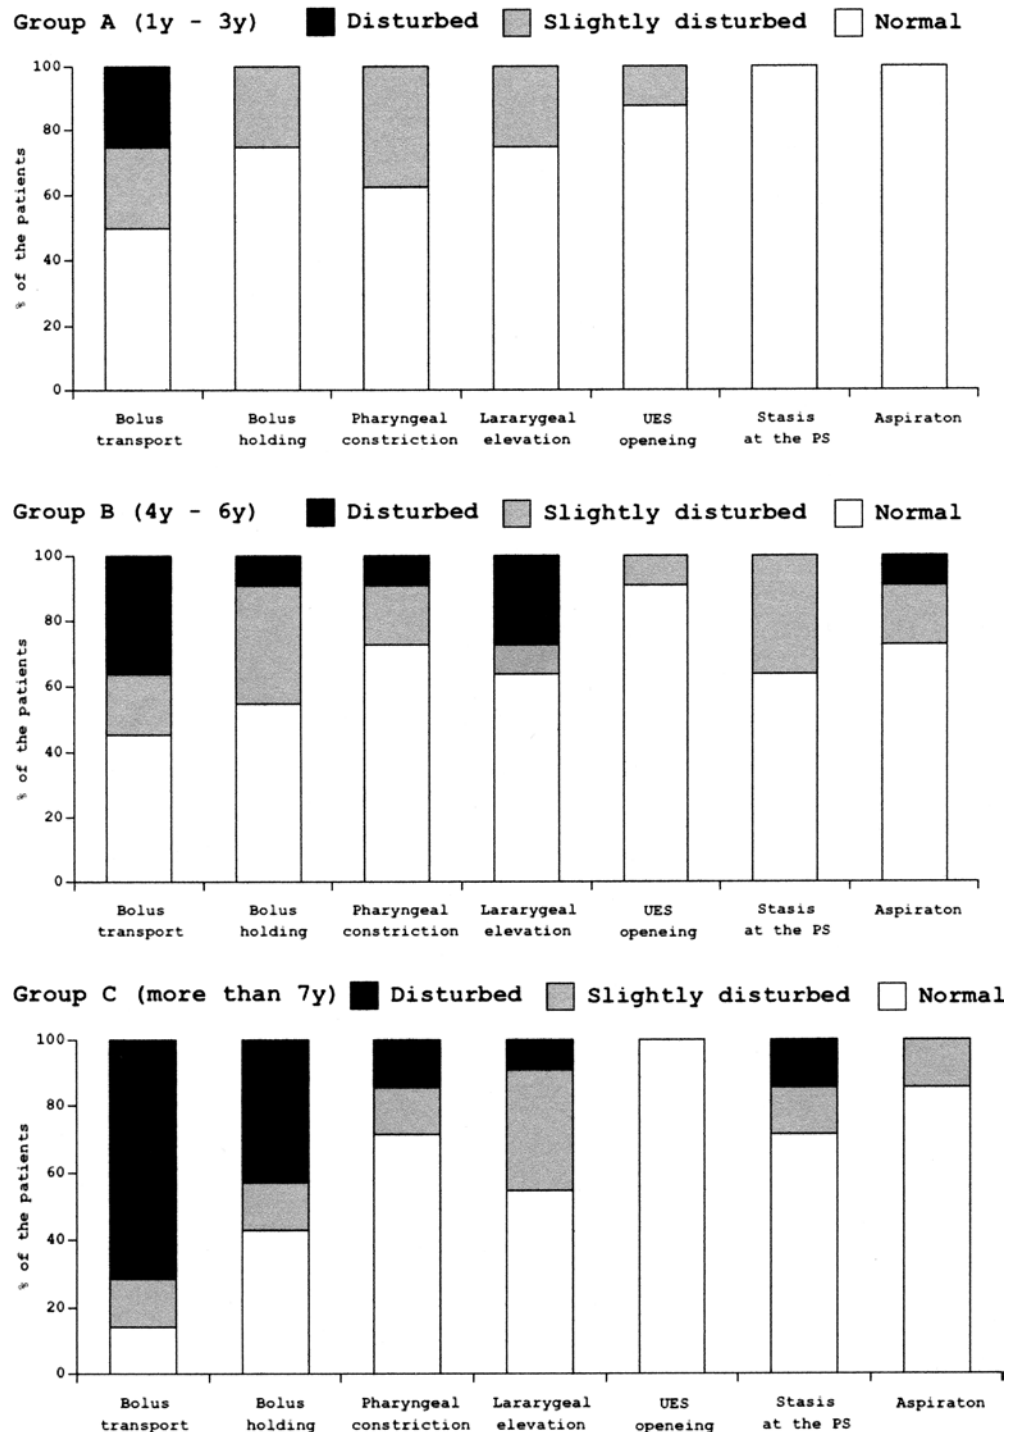 Group A (1y - 3y) Disturbed Slightly disturbed Normal
% of the patients
100
80
60
40
20
0
Bolus transport
Bolus holding
Pharyngeal constriction
Lararygeal elevation
UES openeing
Stasis at the PS
Aspiraton
Group B (4y - 6y) Disturbed Slightly disturbed Normal
% of the patients
100
80
60
40
20
0
Bolus transport
Bolus holding
Pharyngeal constriction
Lararygeal elevation
UES openeing
Stasis at the PS
Aspiraton
Group C (more than 7y) Disturbed Slightly disturbed Normal
% of the patients
100
80
60
40
20
0
Bolus transport
Bolus holding
Pharyngeal constriction
Lararygeal elevation
UES openeing
Stasis at the PS
Aspiraton